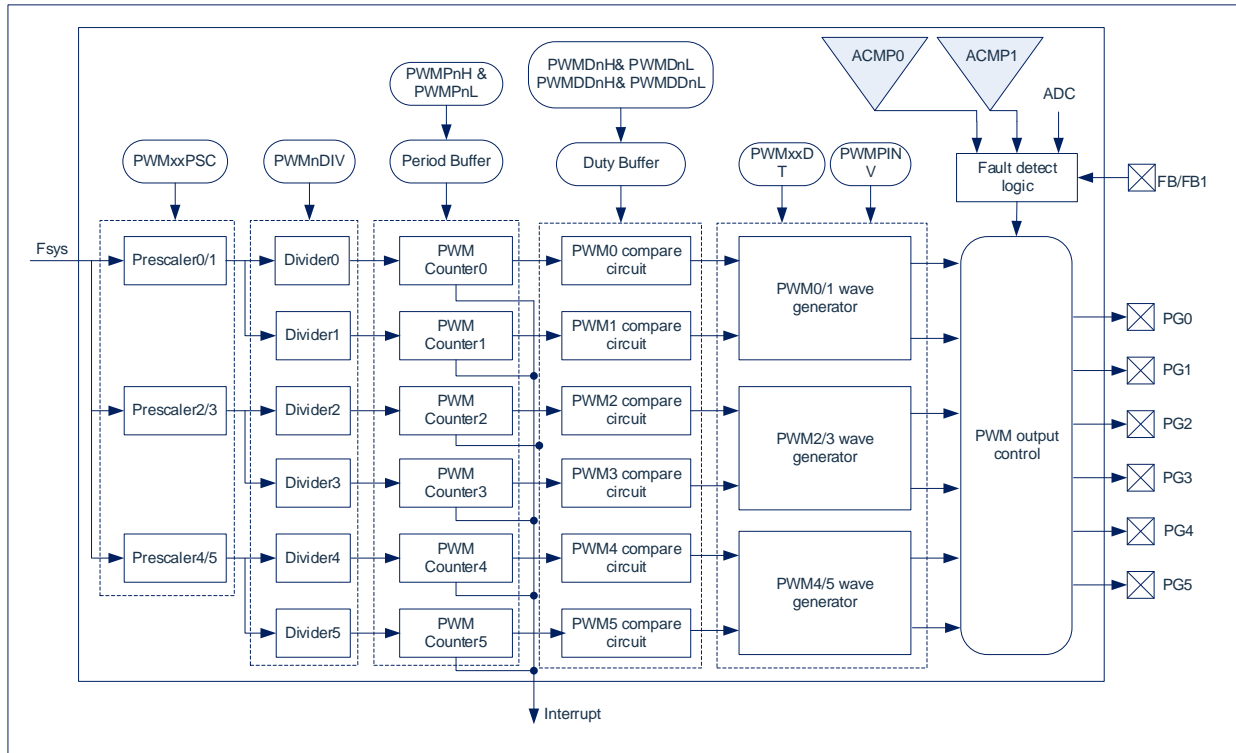 ACMP0
ACMP1
PWMPnH &
PWMPnL
PWMDnH& PWMDnL
PWMDDnH& PWMDDnL
ADC
PWMxxPSC
PWMnDIV
Period Buffer
Duty Buffer
PWMxxD
T
PWMPIN
V
Fault detect
logic
FB/FB1
Fsys
Prescaler0/1
Divider0
PWM
Counter0
PWM0 compare
circuit
PWM0/1 wave
generator
Divider1
PWM
Counter1
PWM1 compare
circuit
Prescaler2/3
Divider2
PWM
Counter2
PWM2 compare
circuit
PWM2/3 wave
generator
Divider3
PWM
Counter3
PWM3 compare
circuit
Prescaler4/5
Divider4
PWM
Counter4
PWM4 compare
circuit
PWM4/5 wave
generator
Divider5
PWM
Counter5
PWM5 compare
circuit
PWM output
control
PG0
PG1
PG2
PG3
PG4
PG5
Interrupt